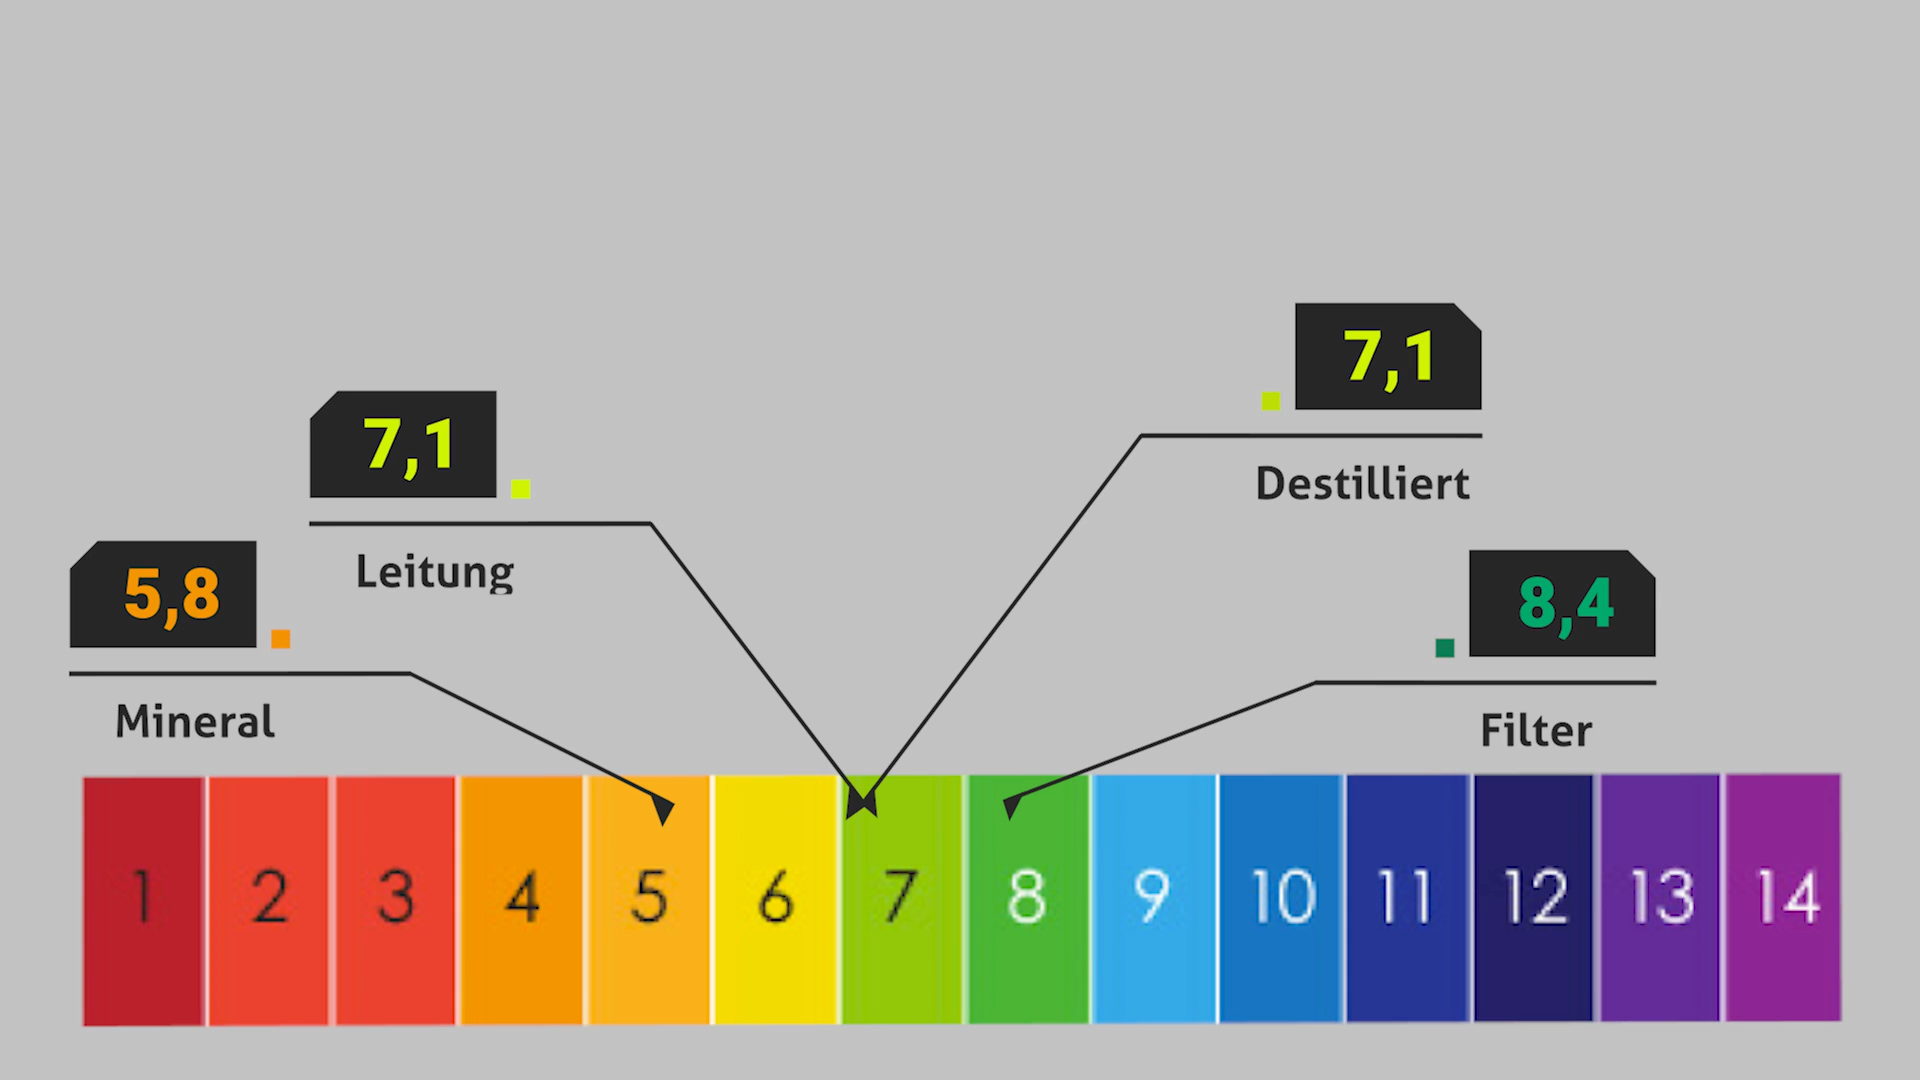 7,1
Destilliert
7,1
Leitung
5,8
Mineral
8,4
Filter
1 2 3 4 5 6 7 8 9 10 11 12 13 14